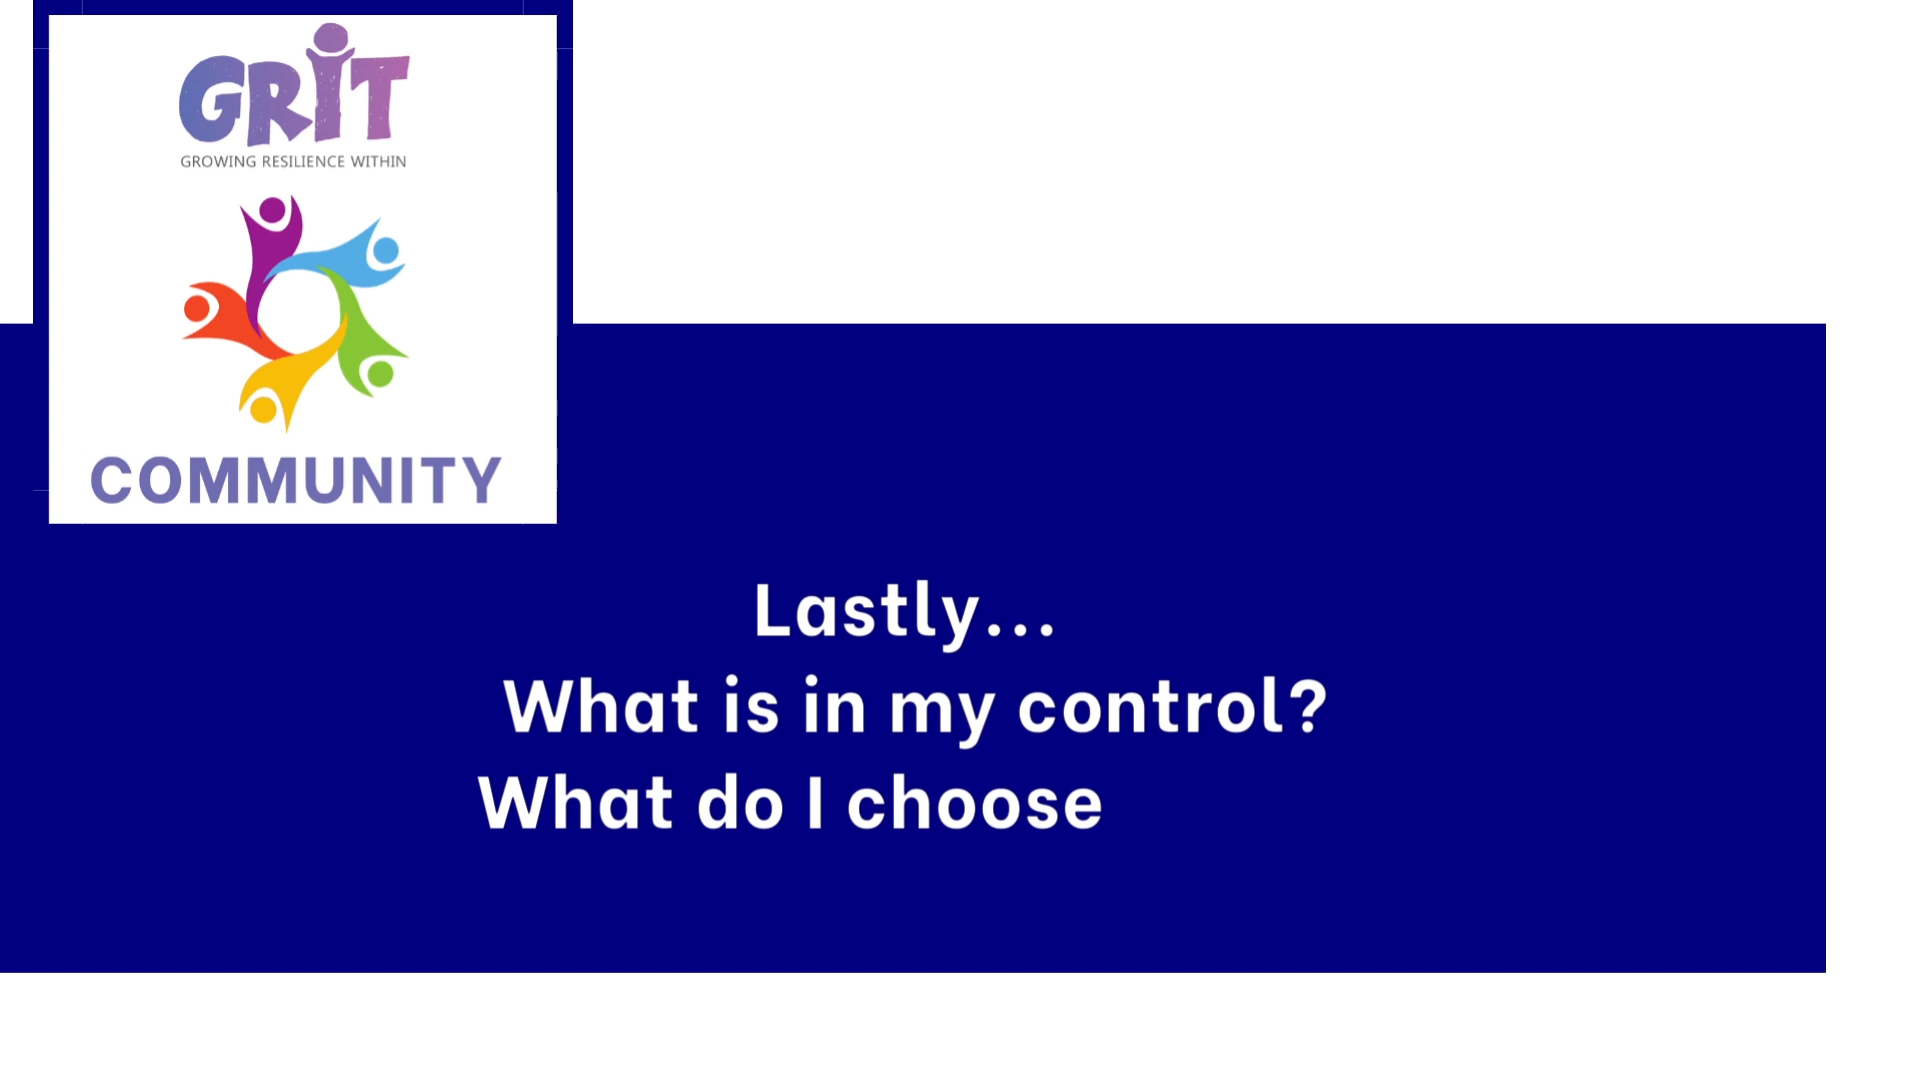 GRIT
GROWING RESILIENCE WITHIN
COMMUNITY
Lastly...
What is in my control?
What do I choose